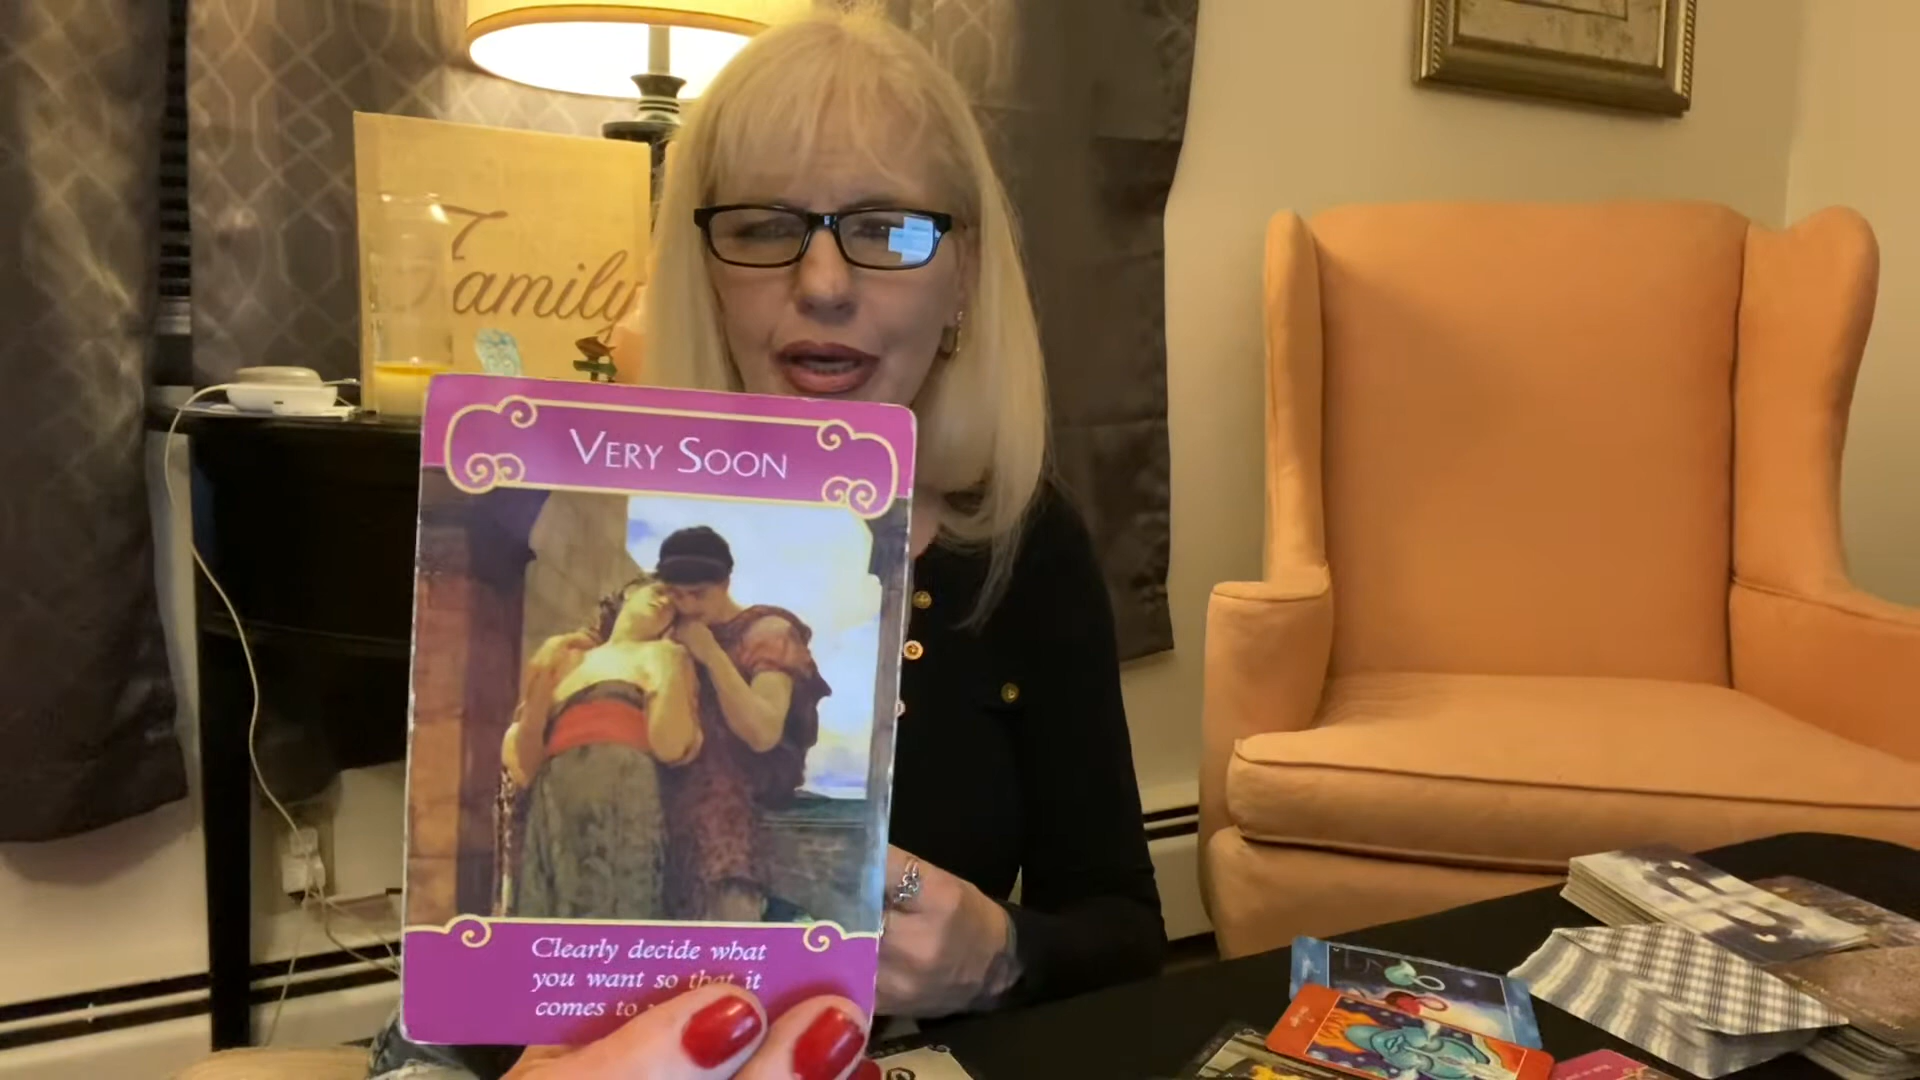 Family
VERY SOON
Clearly decide what
you want so that it
comes to